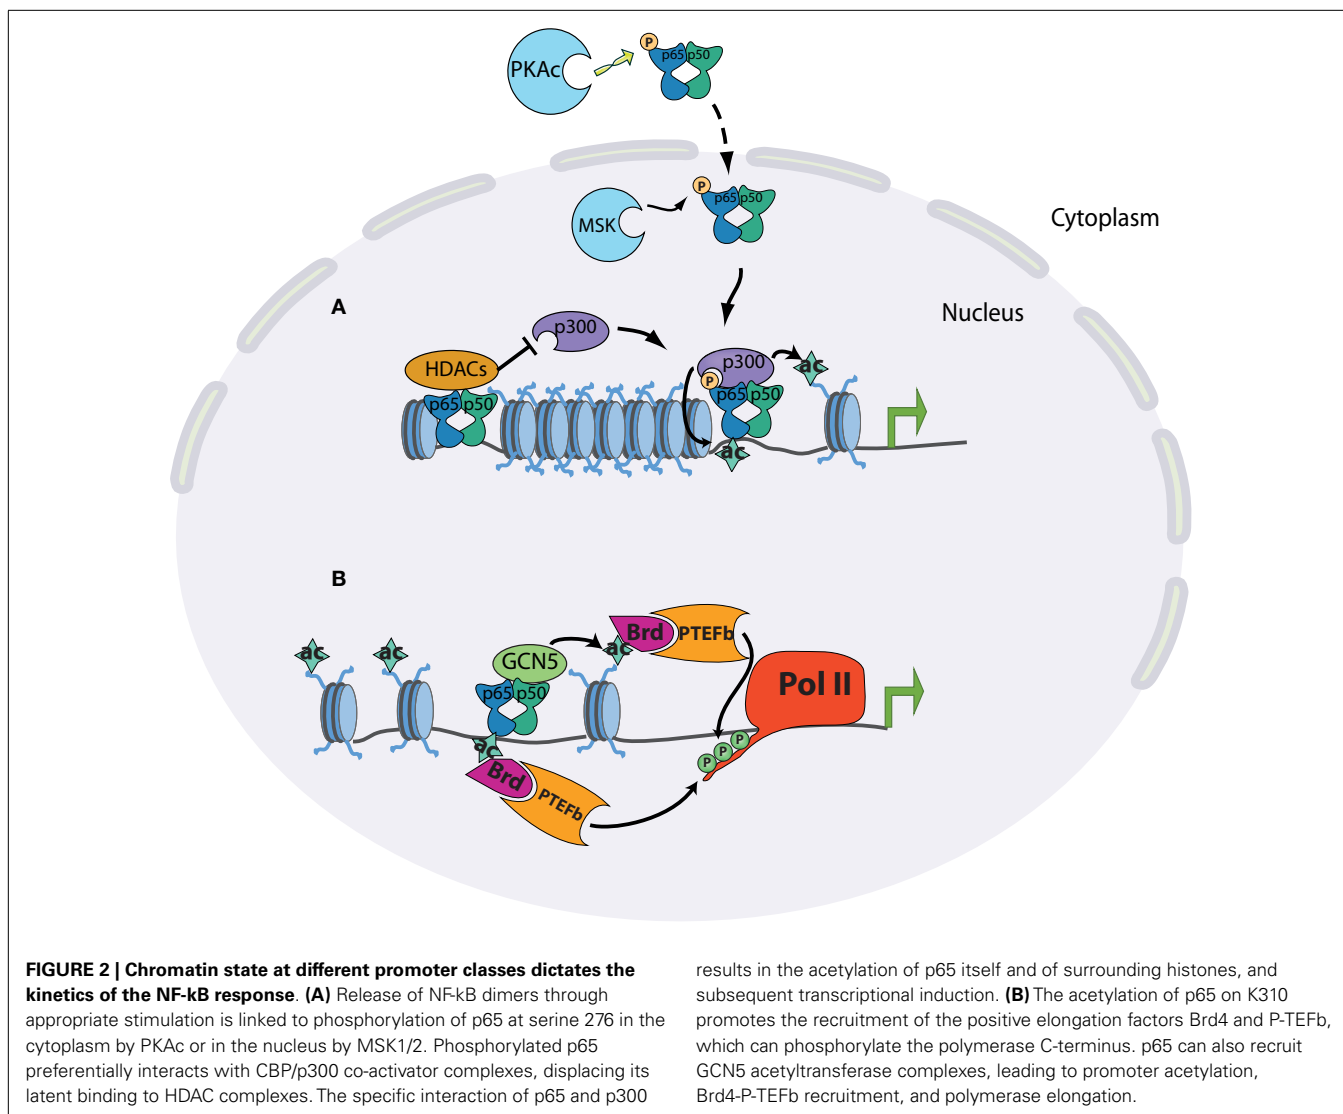 P
p65 p50
PKAc
P
p65 p50
MSK
Cytoplasm
Nucleus
A
p300
HDACs
p65 p50
p300
P
p65 p50
ac
ac
B
ac
ac
GCN5
p65 p50
ac
Brd
PTEFb
ac
Brd
PTEFb
Pol II
P
P
P
FIGURE 2 | Chromatin state at different promoter classes dictates the
kinetics of the NF-kB response. (A) Release of NF-kB dimers through
appropriate stimulation is linked to phosphorylation of p65 at serine 276 in the
cytoplasm by PKAc or in the nucleus by MSK1/2. Phosphorylated p65
preferentially interacts with CBP/p300 co-activator complexes, displacing its
latent binding to HDAC complexes. The specific interaction of p65 and p300
results in the acetylation of p65 itself and of surrounding histones, and
subsequent transcriptional induction. (B) The acetylation of p65 on K310
promotes the recruitment of the positive elongation factors Brd4 and P-TEFb,
which can phosphorylate the polymerase C-terminus. p65 can also recruit
GCN5 acetyltransferase complexes, leading to promoter acetylation,
Brd4-P-TEFb recruitment, and polymerase elongation.